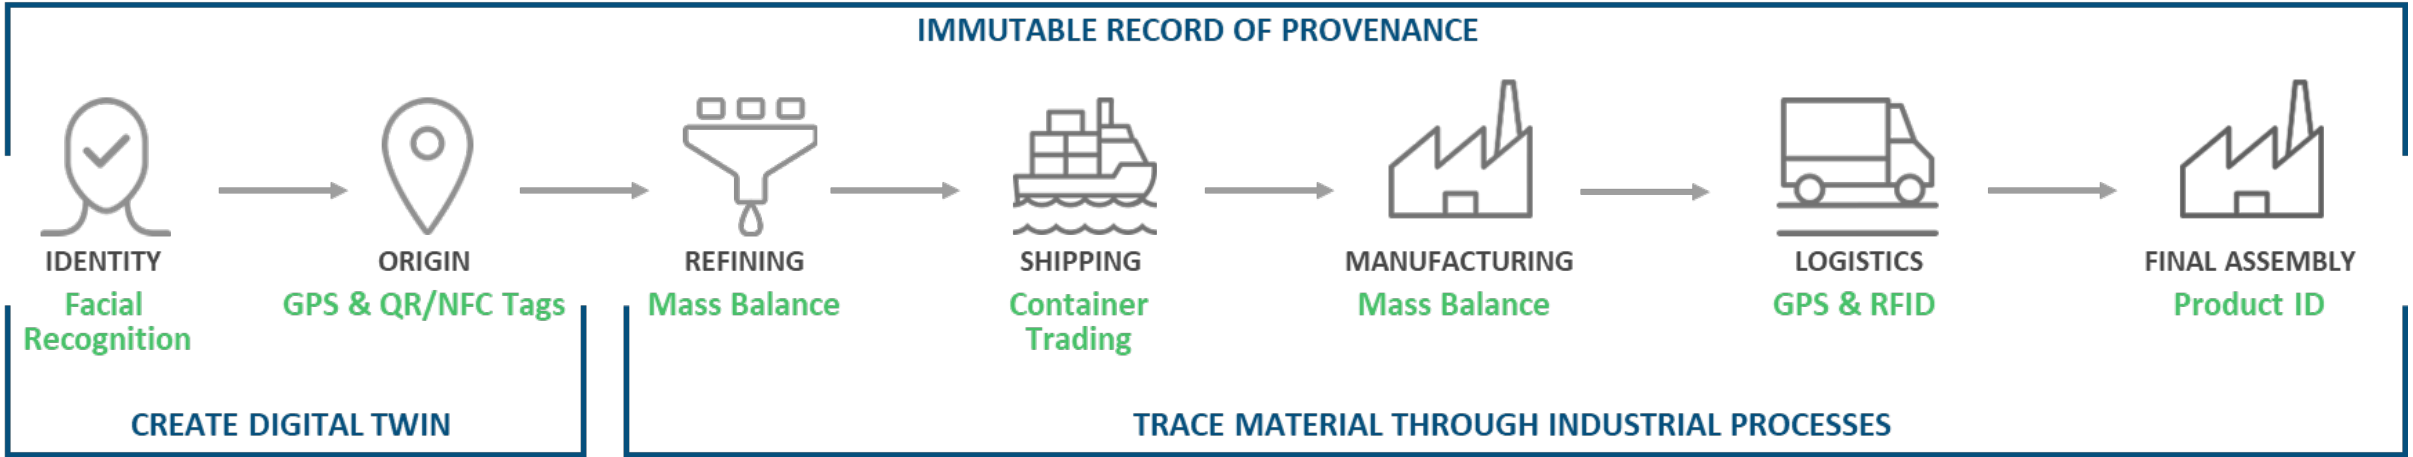 IMMUTABLE RECORD OF PROVENANCE
IDENTITY
Facial
Recognition
ORIGIN
GPS & QR/NFC Tags
REFINING
Mass Balance
SHIPPING
Container
Trading
MANUFACTURING
Mass Balance
LOGISTICS
GPS & RFID
FINAL ASSEMBLY
Product ID
CREATE DIGITAL TWIN
TRACE MATERIAL THROUGH INDUSTRIAL PROCESSES